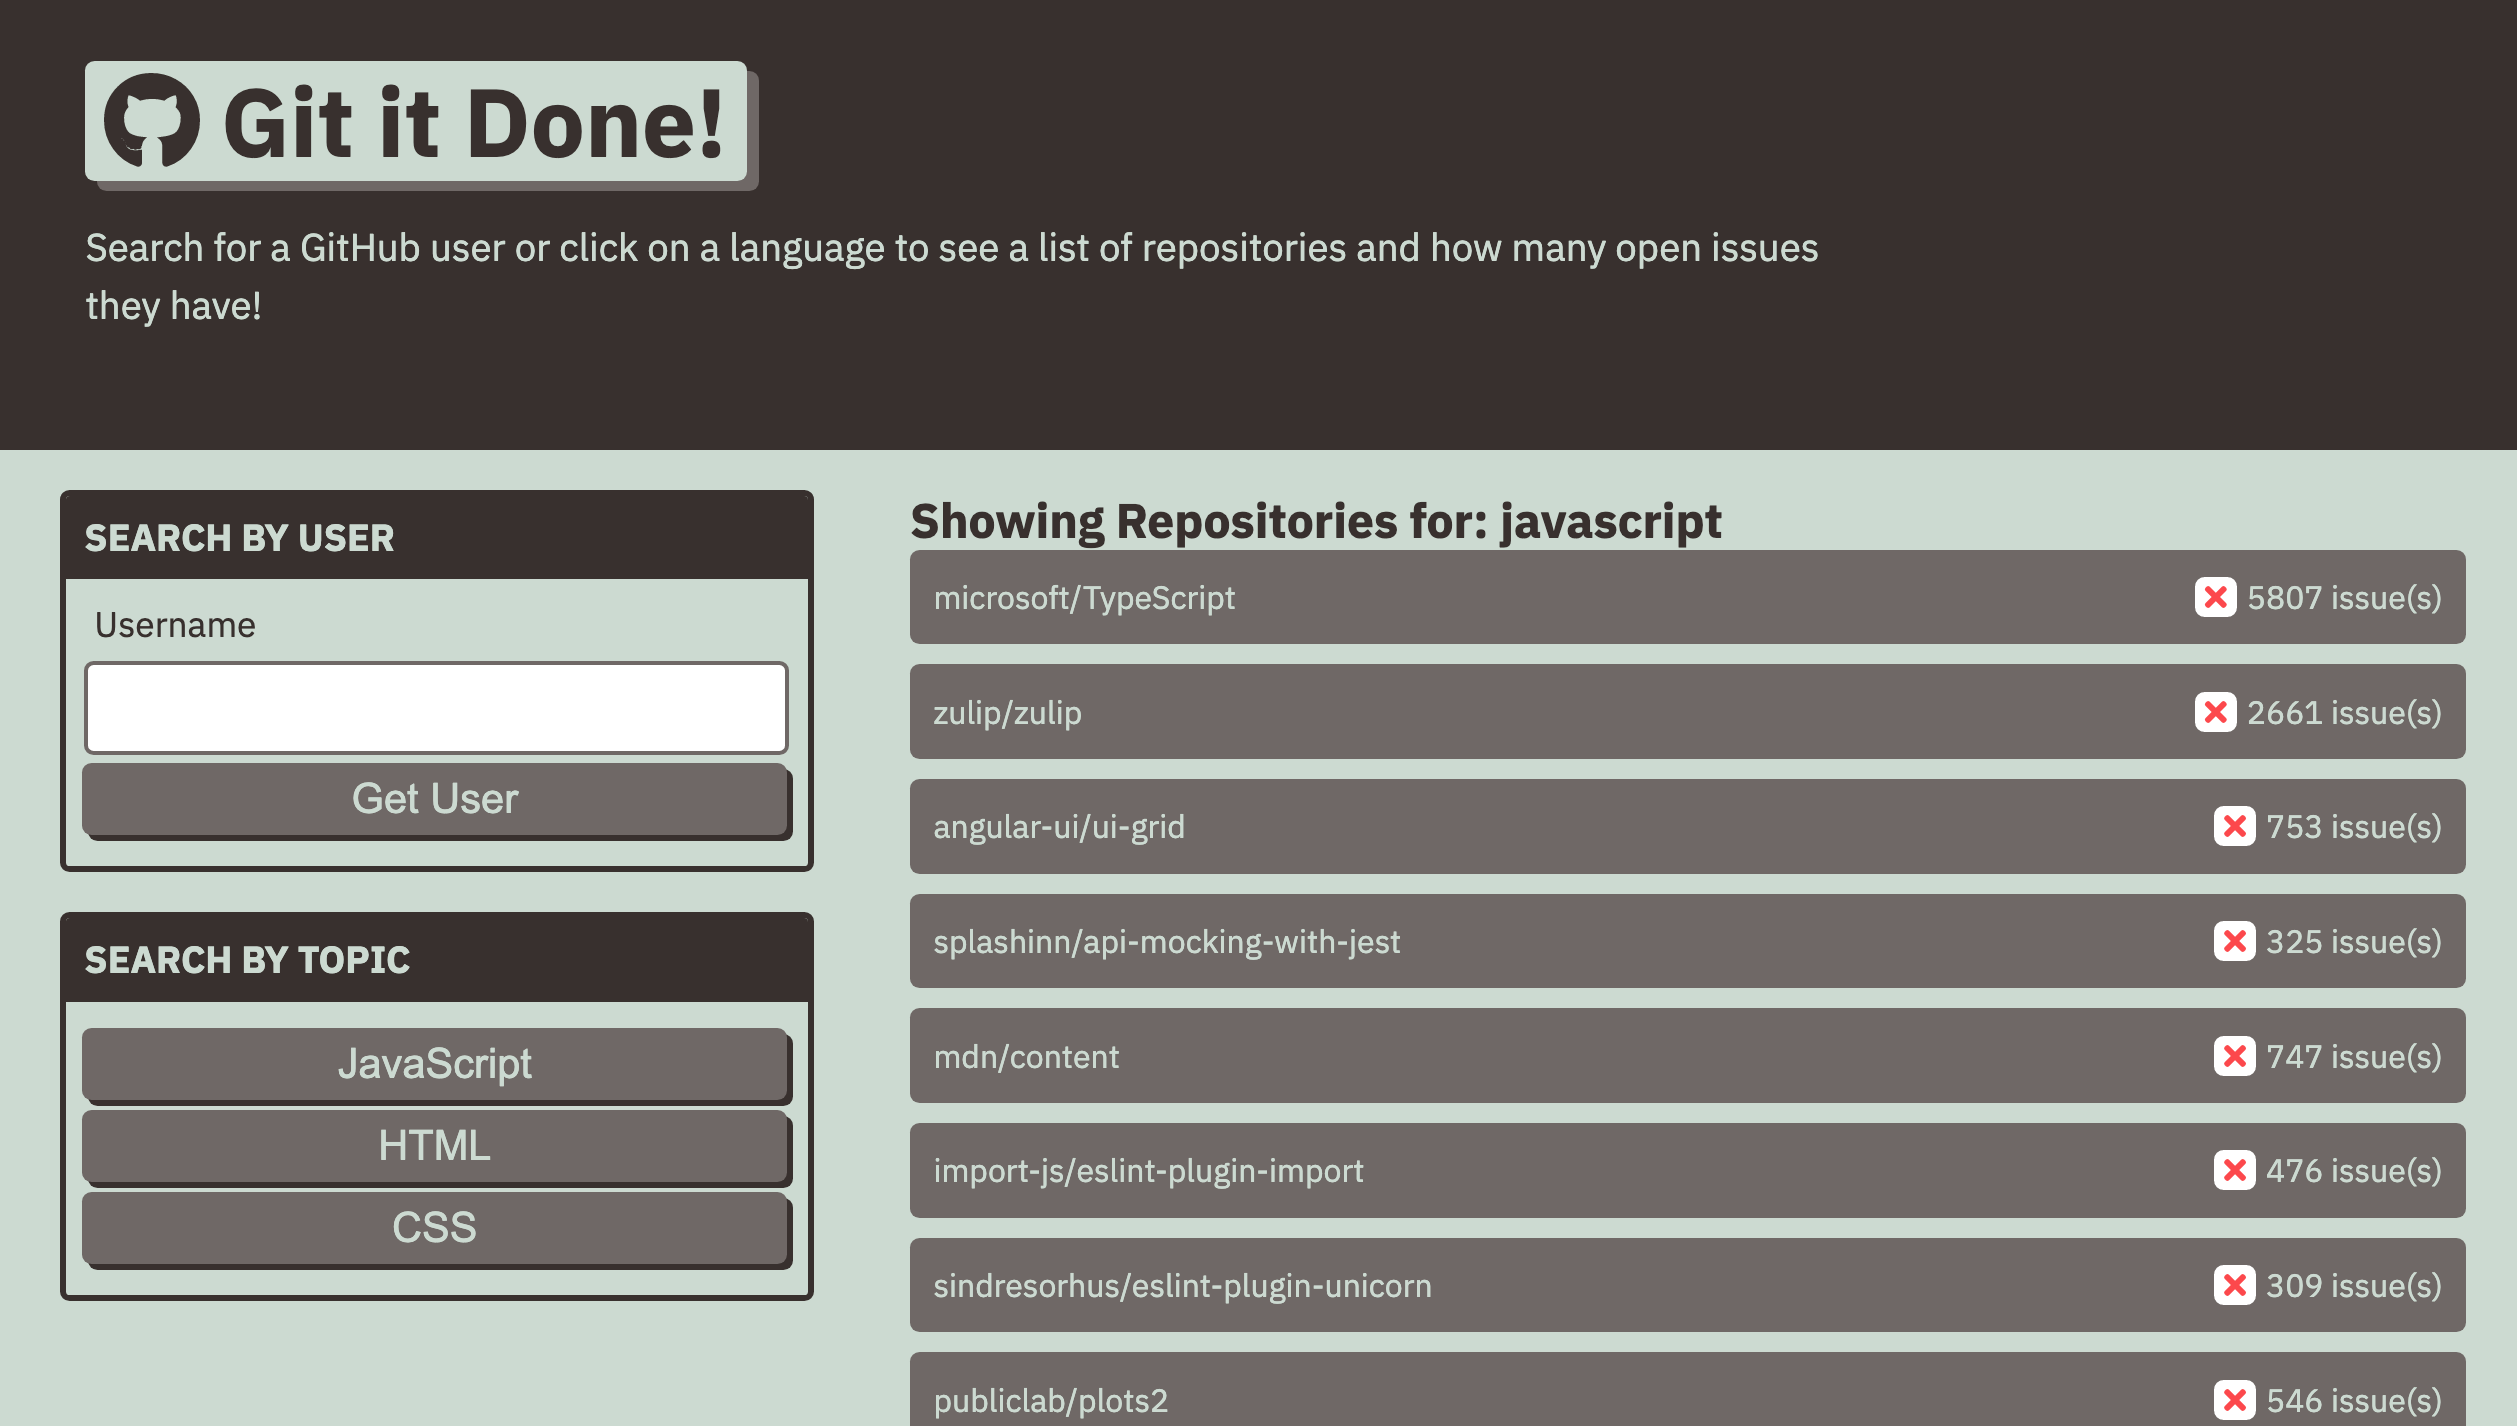 Git it Done!
Search for a GitHub user or click on a language to see a list of repositories and how many open issues
they have!
SEARCH BY USER
Username
Get User
SEARCH BY TOPIC
JavaScript
HTML
CSS
Showing Repositories for: javascript
microsoft/TypeScript 5807 issue(s)
zulip/zulip 2661 issue(s)
angular-ui/ui-grid 753 issue(s)
splashinn/api-mocking-with-jest 325 issue(s)
mdn/content 747 issue(s)
import-js/eslint-plugin-import 476 issue(s)
sindresorhus/eslint-plugin-unicorn 309 issue(s)
publiclab/plots2 546 issue(s)